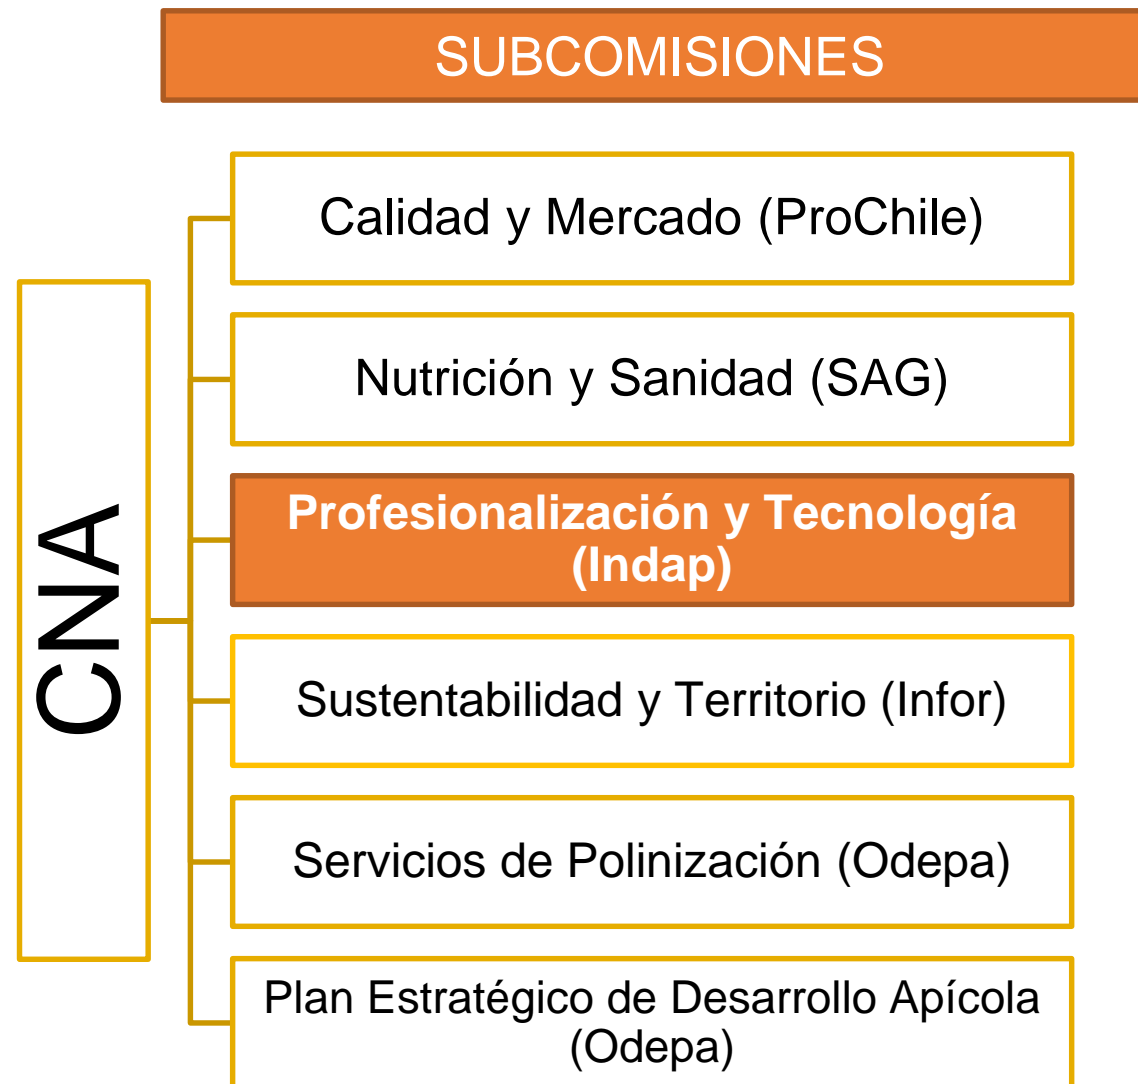 SUBCOMISIONES
CNA
Calidad y Mercado (ProChile)
Nutrición y Sanidad (SAG)
Profesionalización y Tecnología
(Indap)
Sustentabilidad y Territorio (Infor)
Servicios de Polinización (Odepa)
Plan Estratégico de Desarrollo Apícola
(Odepa)